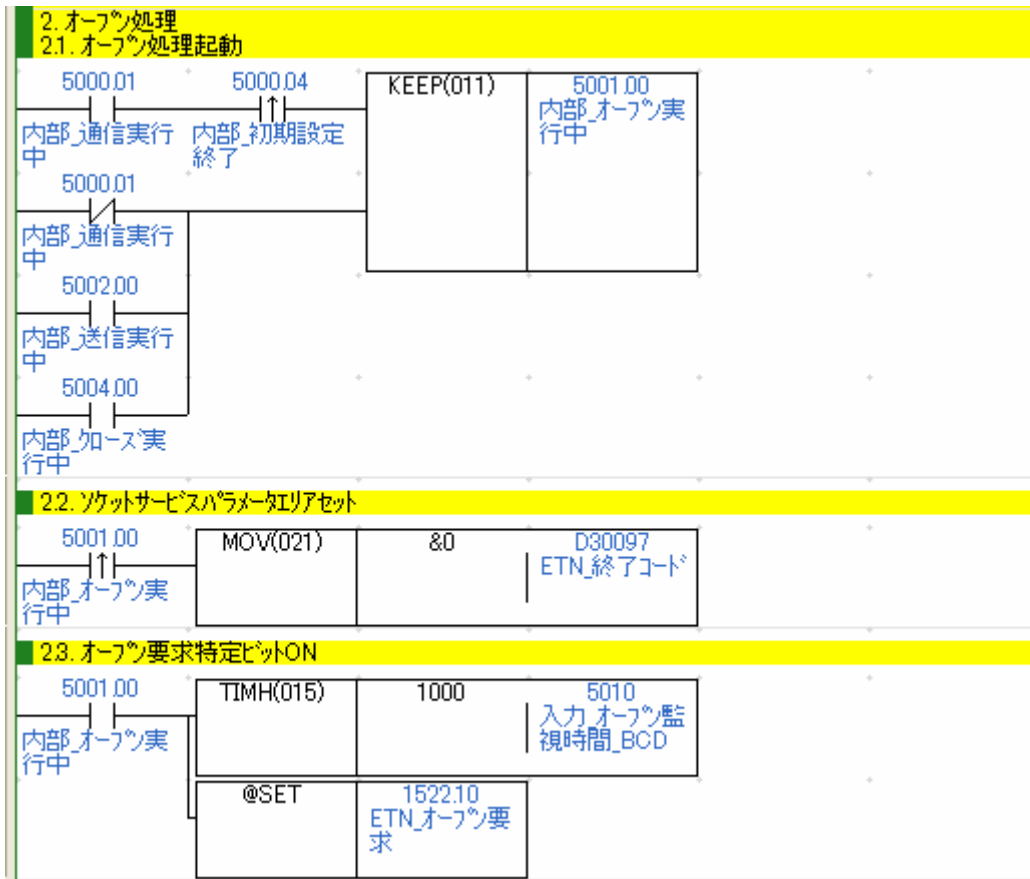 2. オープン処理
2.1. オープン処理起動
5000.01 5000.04 KEEP(011) 5001.00
内部_通信実行中 内部_初期設定終了 内部_オープン実行中
5000.01
内部_通信実行中
5002.00
内部_送信実行中
5004.00
内部_クローズ実行中
2.2. ソケットサービスパラメータエリアセット
5001.00 MOV(021) &0 D30097
内部_オープン実行中 ETN_終了コード
2.3. オープン要求特定ビットON
5001.00 TIMH(015) 1000 5010
内部_オープン実行中 入力_オープン監視時間_BCD
@SET 1522.10
ETN_オープン要求